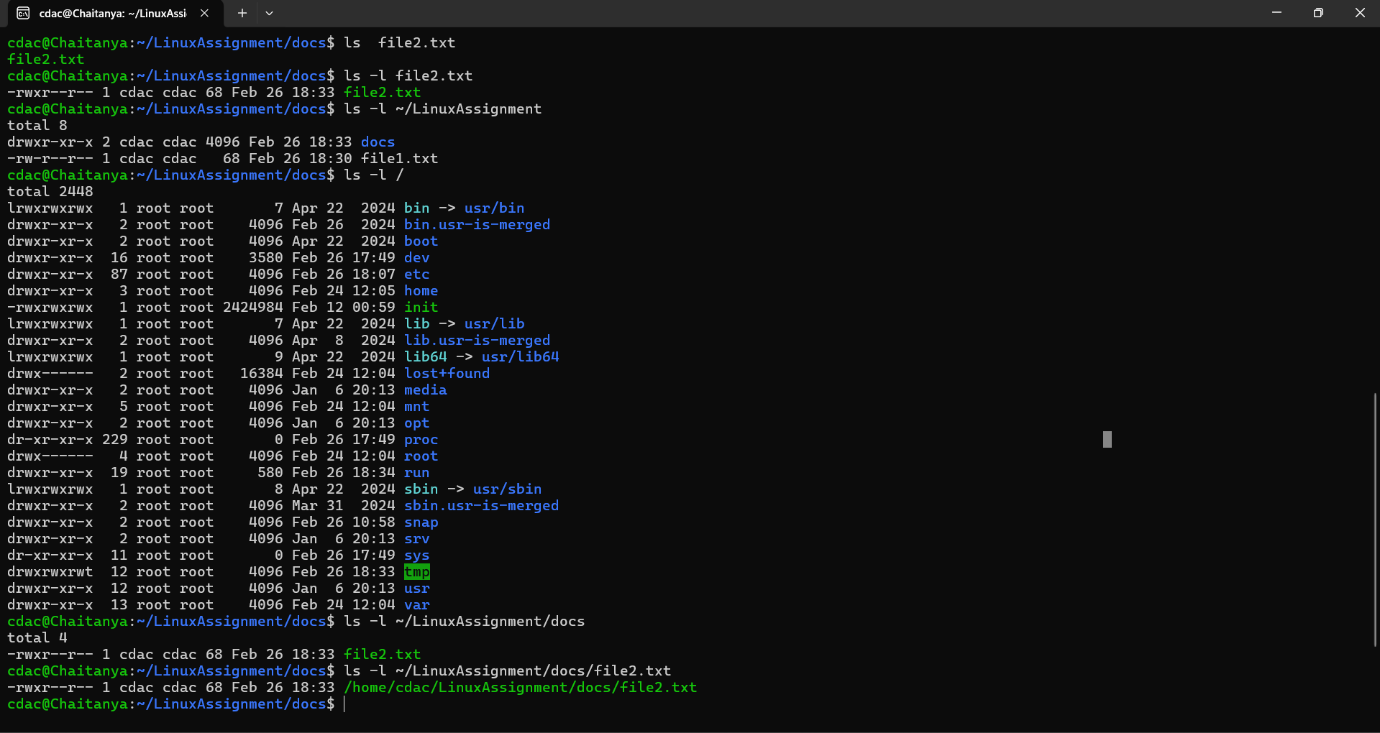 cdac@Chaitanya: ~/LinuxAssi
cdac@Chaitanya:~/LinuxAssignment/docs$ ls  file2.txt
file2.txt
cdac@Chaitanya:~/LinuxAssignment/docs$ ls -l file2.txt
-rwxr--r-- 1 cdac cdac 68 Feb 26 18:33 file2.txt
cdac@Chaitanya:~/LinuxAssignment/docs$ ls -l ~/LinuxAssignment
total 8
drwxr-xr-x 2 cdac cdac 4096 Feb 26 18:33 docs
-rw-r--r-- 1 cdac cdac   68 Feb 26 18:30 file1.txt
cdac@Chaitanya:~/LinuxAssignment/docs$ ls -l /
total 2448
lrwxrwxrwx   1 root root       7 Apr 22  2024 bin -> usr/bin
drwxr-xr-x   2 root root    4096 Feb 26  2024 bin.usr-is-merged
drwxr-xr-x   2 root root    4096 Apr 22  2024 boot
drwxr-xr-x  16 root root    3580 Feb 26 17:49 dev
drwxr-xr-x  87 root root    4096 Feb 26 18:07 etc
drwxr-xr-x   3 root root    4096 Feb 24 12:05 home
-rwxrwxrwx   1 root root 2424984 Feb 12 00:59 init
lrwxrwxrwx   1 root root       7 Apr 22  2024 lib -> usr/lib
drwxr-xr-x   2 root root    4096 Apr  8  2024 lib.usr-is-merged
lrwxrwxrwx   1 root root       9 Apr 22  2024 lib64 -> usr/lib64
drwx------   2 root root   16384 Feb 24 12:04 lost+found
drwxr-xr-x   2 root root    4096 Jan  6 20:13 media
drwxr-xr-x   5 root root    4096 Feb 24 12:04 mnt
drwxr-xr-x   2 root root    4096 Jan  6 20:13 opt
dr-xr-xr-x 229 root root       0 Feb 26 17:49 proc
drwx------   4 root root    4096 Feb 24 12:04 root
drwxr-xr-x  19 root root     580 Feb 26 18:34 run
lrwxrwxrwx   1 root root       8 Apr 22  2024 sbin -> usr/sbin
drwxr-xr-x   2 root root    4096 Mar 31  2024 sbin.usr-is-merged
drwxr-xr-x   2 root root    4096 Feb 26 10:58 snap
drwxr-xr-x   2 root root    4096 Jan  6 20:13 srv
dr-xr-xr-x  11 root root       0 Feb 26 17:49 sys
drwxrwxrwt  12 root root    4096 Feb 26 18:33 tmp
drwxr-xr-x  12 root root    4096 Jan  6 20:13 usr
drwxr-xr-x  13 root root    4096 Feb 24 12:04 var
cdac@Chaitanya:~/LinuxAssignment/docs$ ls -l ~/LinuxAssignment/docs
total 4
-rwxr--r-- 1 cdac cdac 68 Feb 26 18:33 file2.txt
cdac@Chaitanya:~/LinuxAssignment/docs$ ls -l ~/LinuxAssignment/docs/file2.txt
-rwxr--r-- 1 cdac cdac 68 Feb 26 18:33 /home/cdac/LinuxAssignment/docs/file2.txt
cdac@Chaitanya:~/LinuxAssignment/docs$